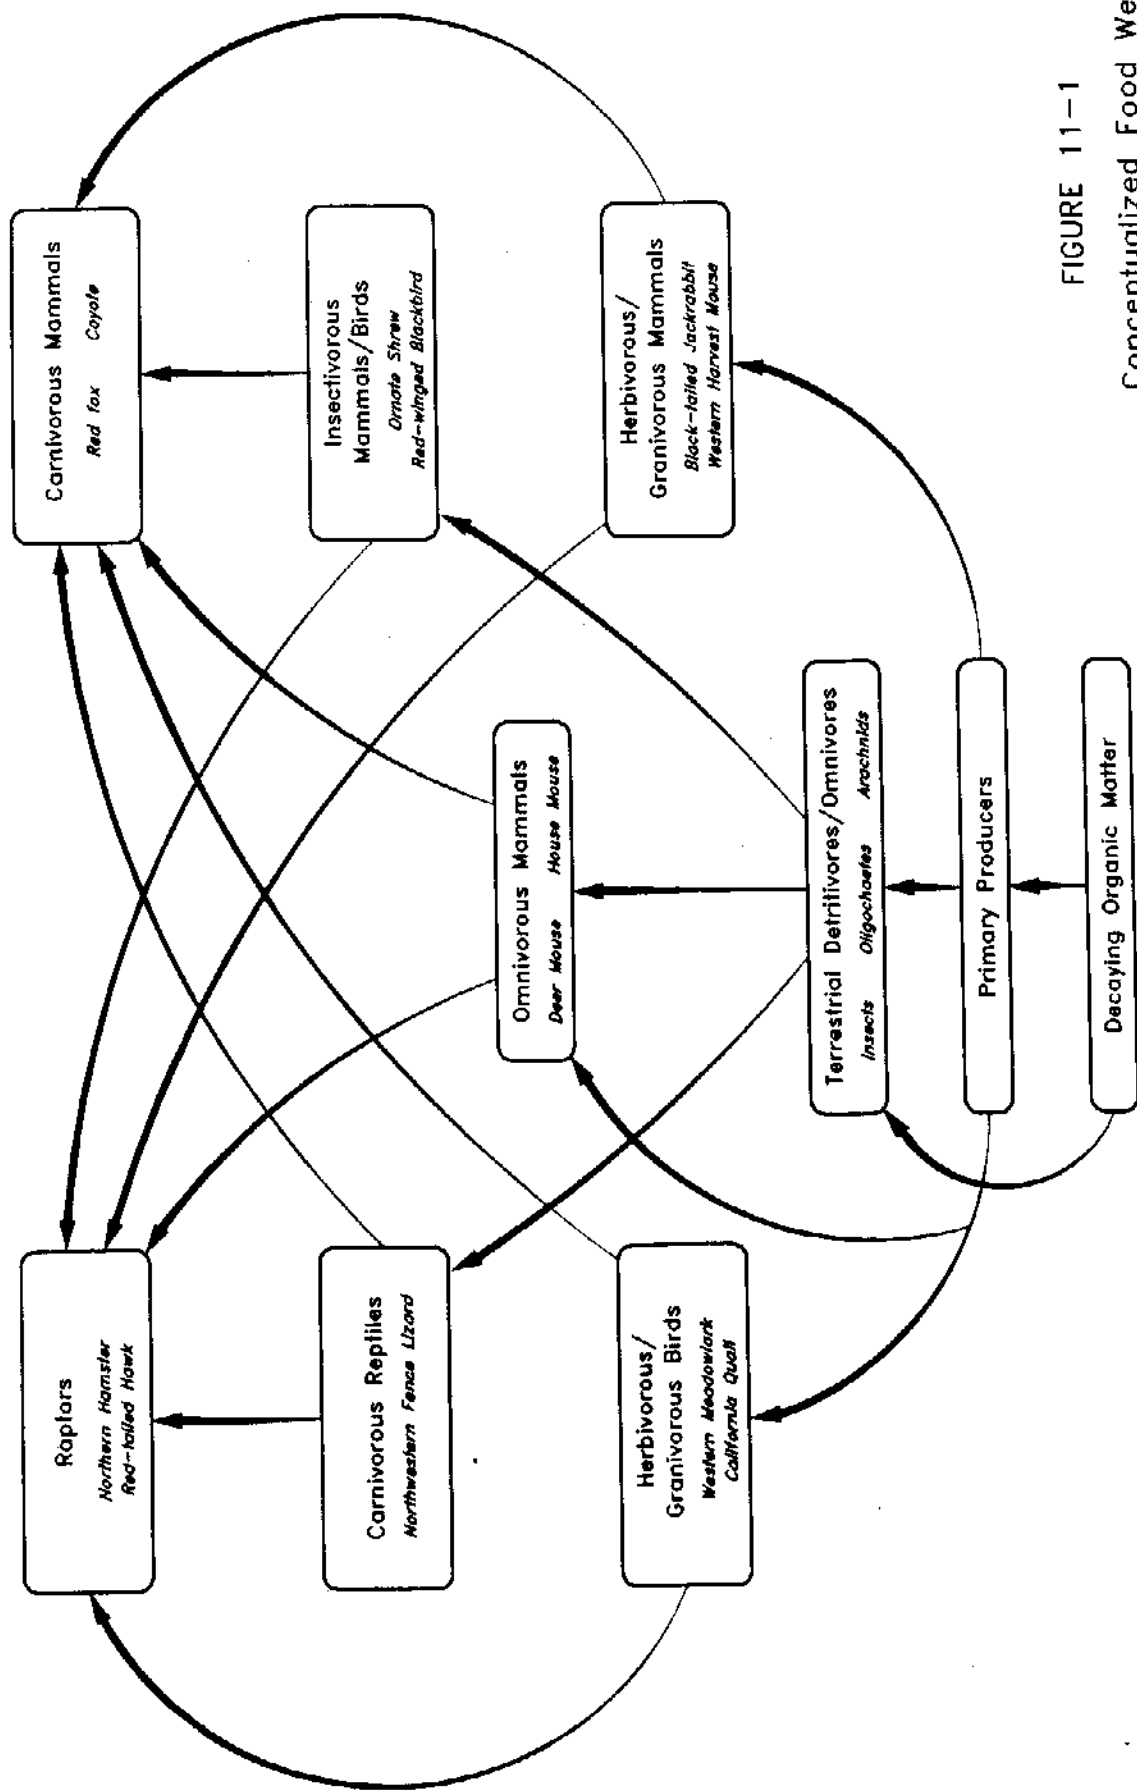 Raptors
Northern Hamster
Red-tailed Hawk
Carnivorous Mammals
Red fox Coyote
Carnivorous Reptiles
Northwestern Fence Lizard
Insectivorous
Mammals/Birds
Ornate Shrew
Red-winged Blackbird
Omnivorous Mammals
Deer Mouse House Mouse
Herbivorous/
Granivorous Birds
Western Meadowlark
California Quail
Herbivorous/
Granivorous Mammals
Black-tailed Jackrabbit
Western Harvest Mouse
Terrestrial Detritivores/Omnivores
Insects Oligochaetes Arachnids
Primary Producers
Decaying Organic Matter
FIGURE 11-1
Conceptualized Food We